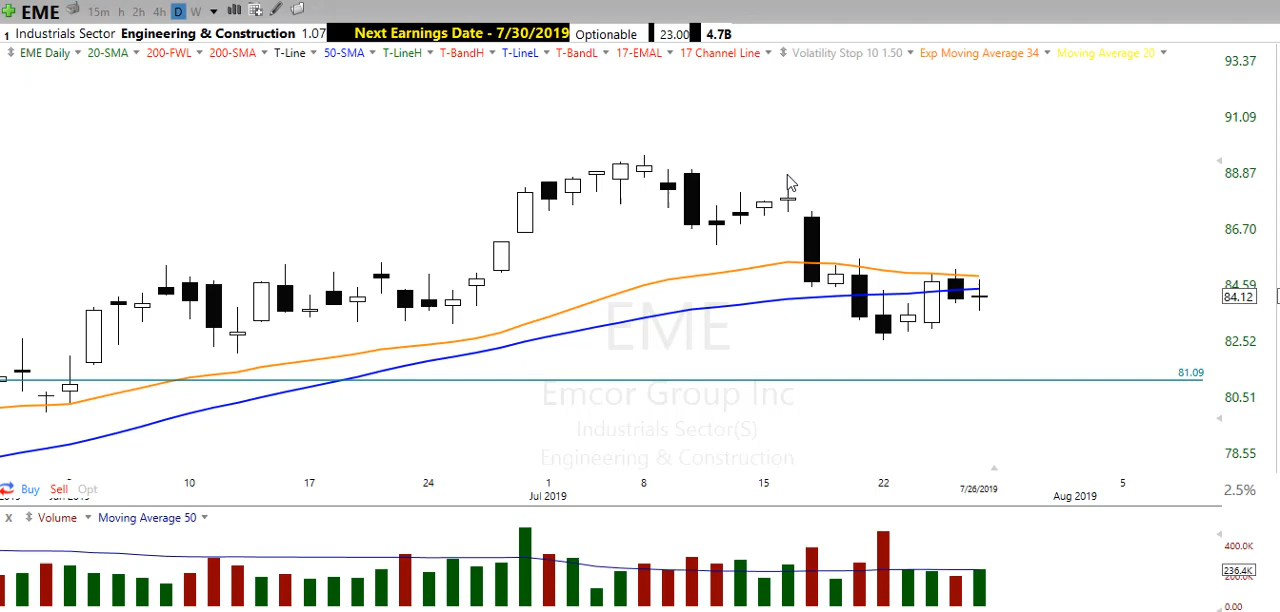 EME 15m h 2h 4h D W
1 Industrials Sector Engineering & Construction 1.07 Next Earnings Date - 7/30/2019 Optionable 23.00 4.7B
EME Daily 20-SMA 200-FWL 200-SMA T-Line 50-SMA T-LineH T-BandH T-LineL T-BandL 17-EMAL 17 Channel Line Volatility Stop 10 1.50 Exp Moving Average 34 Moving Average 20
93.37
91.09
88.87
86.70
84.59
84.12
EME
82.52
81.09
Emcor Group Inc
80.51
Industrials Sector(S)
Engineering & Construction
78.55
10 17 24 1 8 15 22 7/26/2019 5
Buy Sell Opt
2.5%
Jul 2019 Aug 2019
X Volume Moving Average 50
400.0K
236.4K
0.00